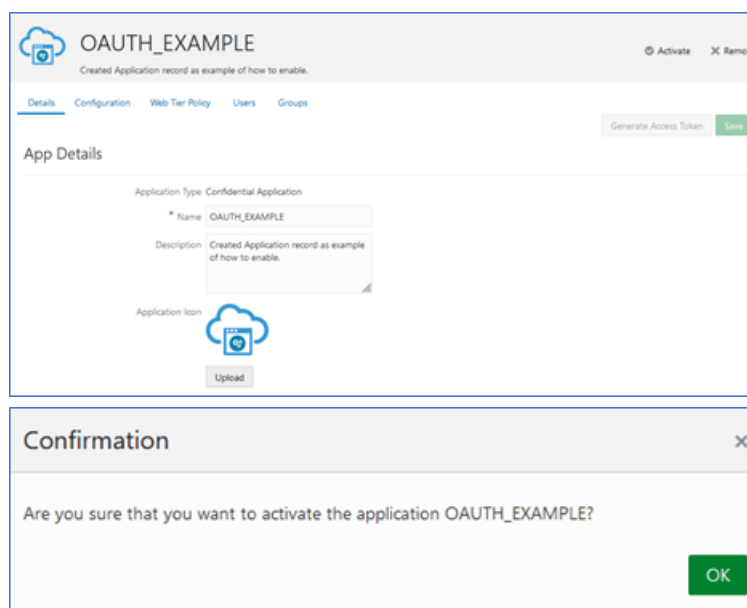 OAUTH_EXAMPLE
Created Application record as example of how to enable.
Activate
Remo
Details Configuration Web Tier Policy Users Groups
Generate Access Token Save
App Details
Application Type Confidential Application
* Name OAUTH_EXAMPLE
Description Created Application record as example
of how to enable.
Application Icon
Upload
Confirmation
Are you sure that you want to activate the application OAUTH_EXAMPLE?
OK